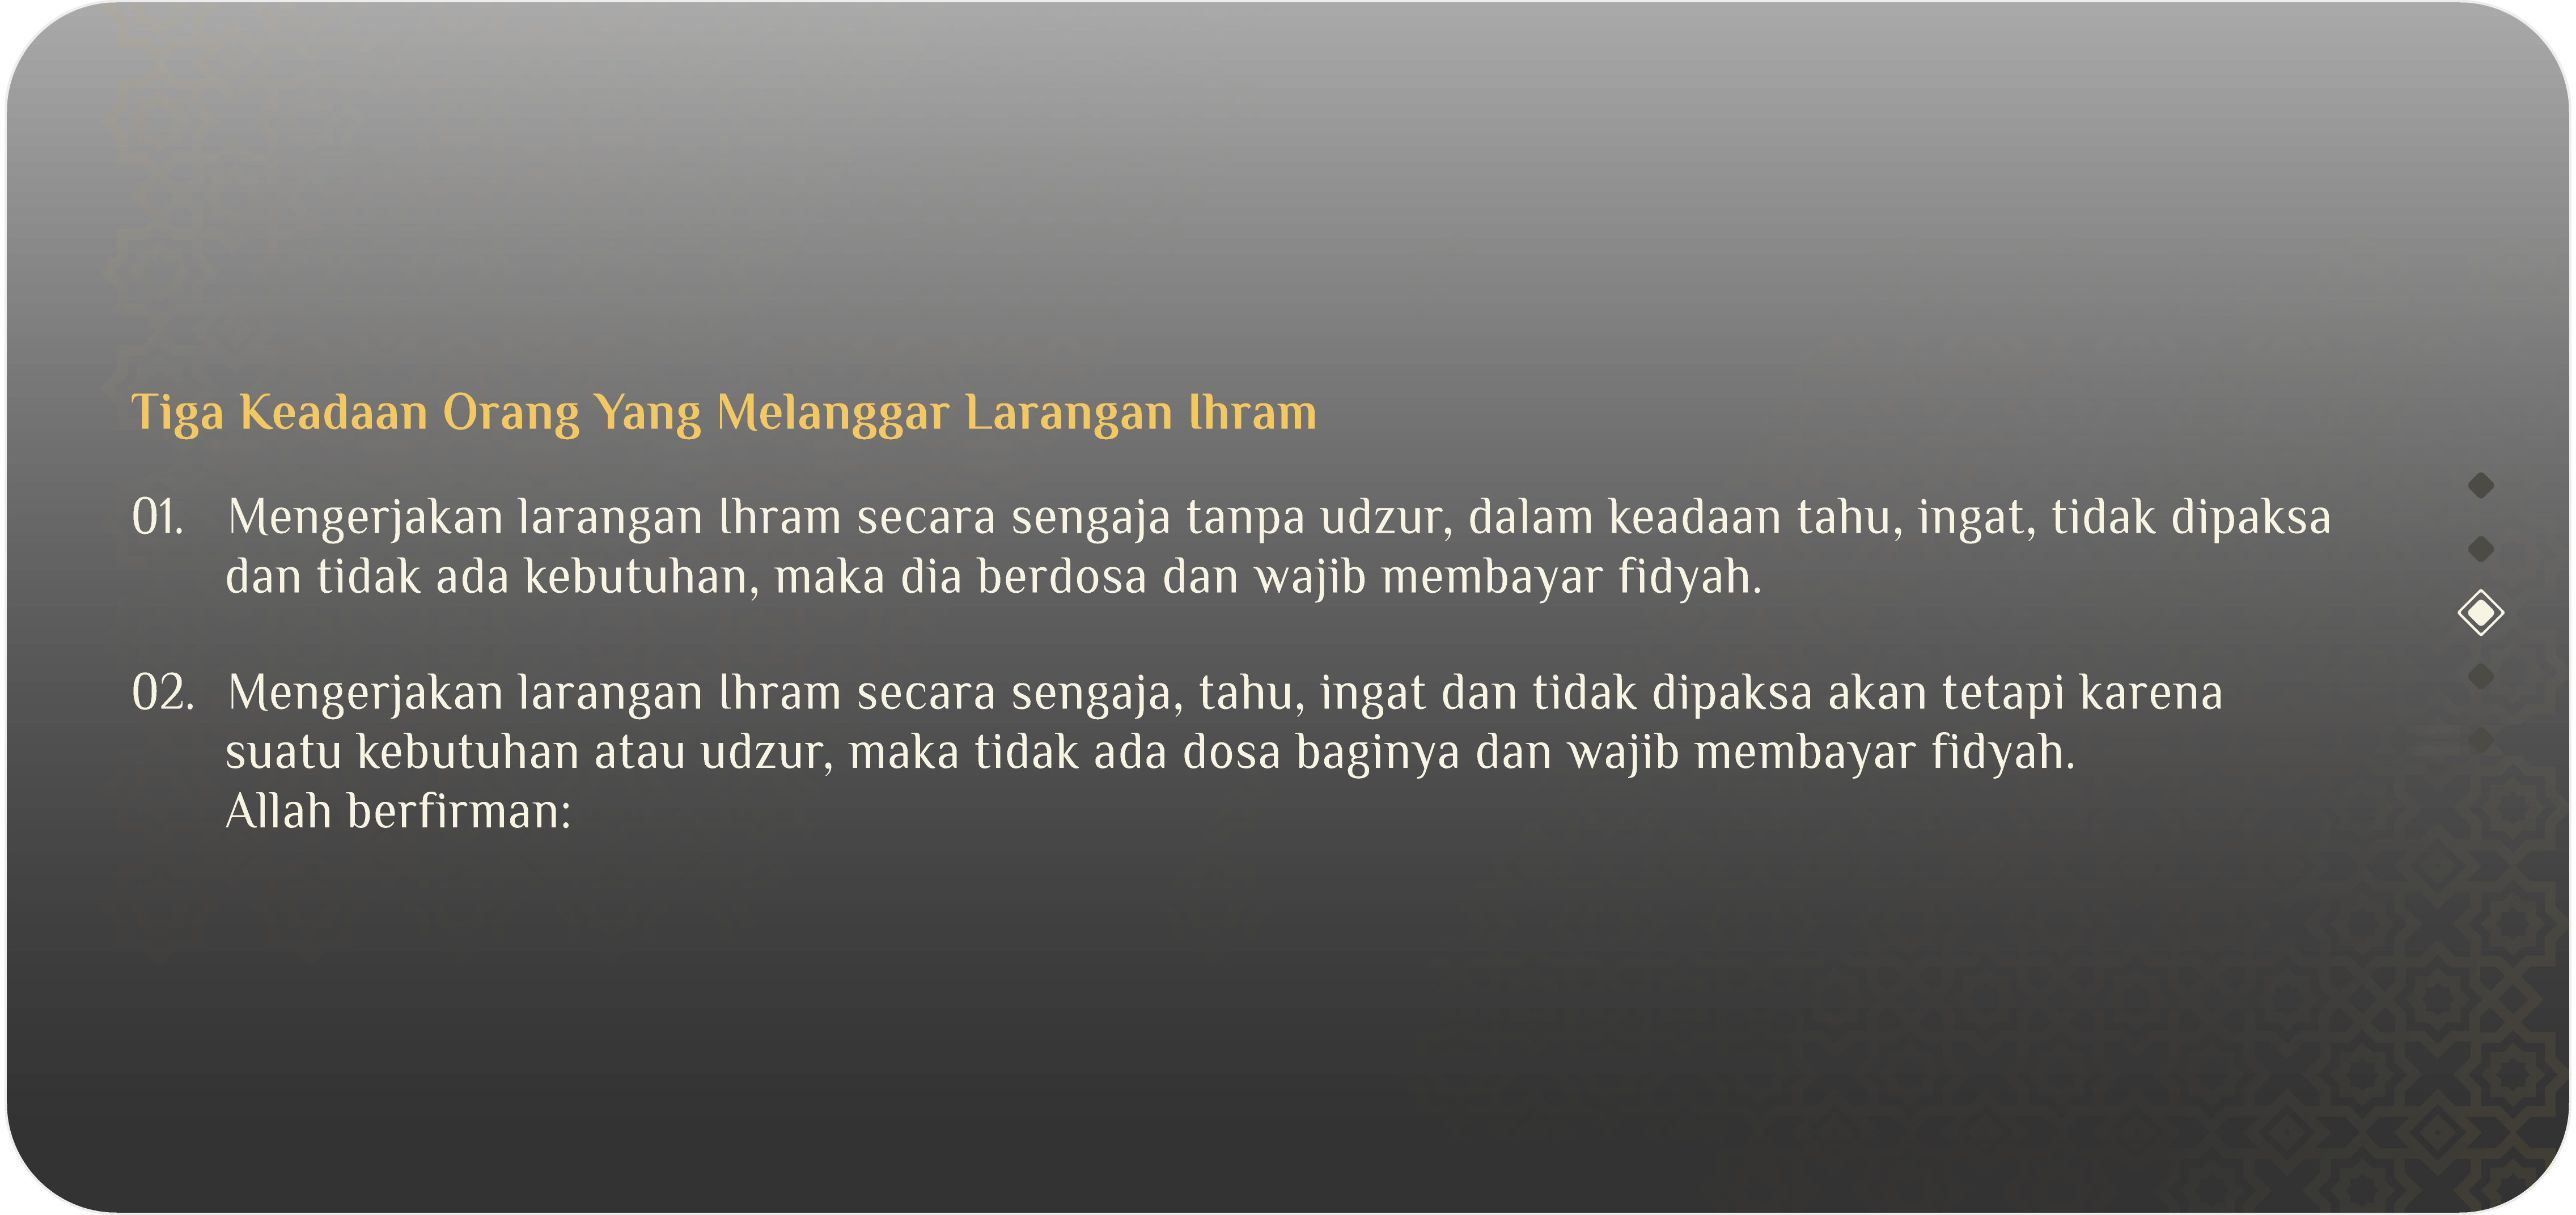 Tiga Keadaan Orang Yang Melanggar Larangan Ihram
01. Mengerjakan larangan Ihram secara sengaja tanpa udzur, dalam keadaan tahu, ingat, tidak dipaksa
dan tidak ada kebutuhan, maka dia berdosa dan wajib membayar fidyah.
02. Mengerjakan larangan Ihram secara sengaja, tahu, ingat dan tidak dipaksa akan tetapi karena
suatu kebutuhan atau udzur, maka tidak ada dosa baginya dan wajib membayar fidyah.
Allah berfirman: